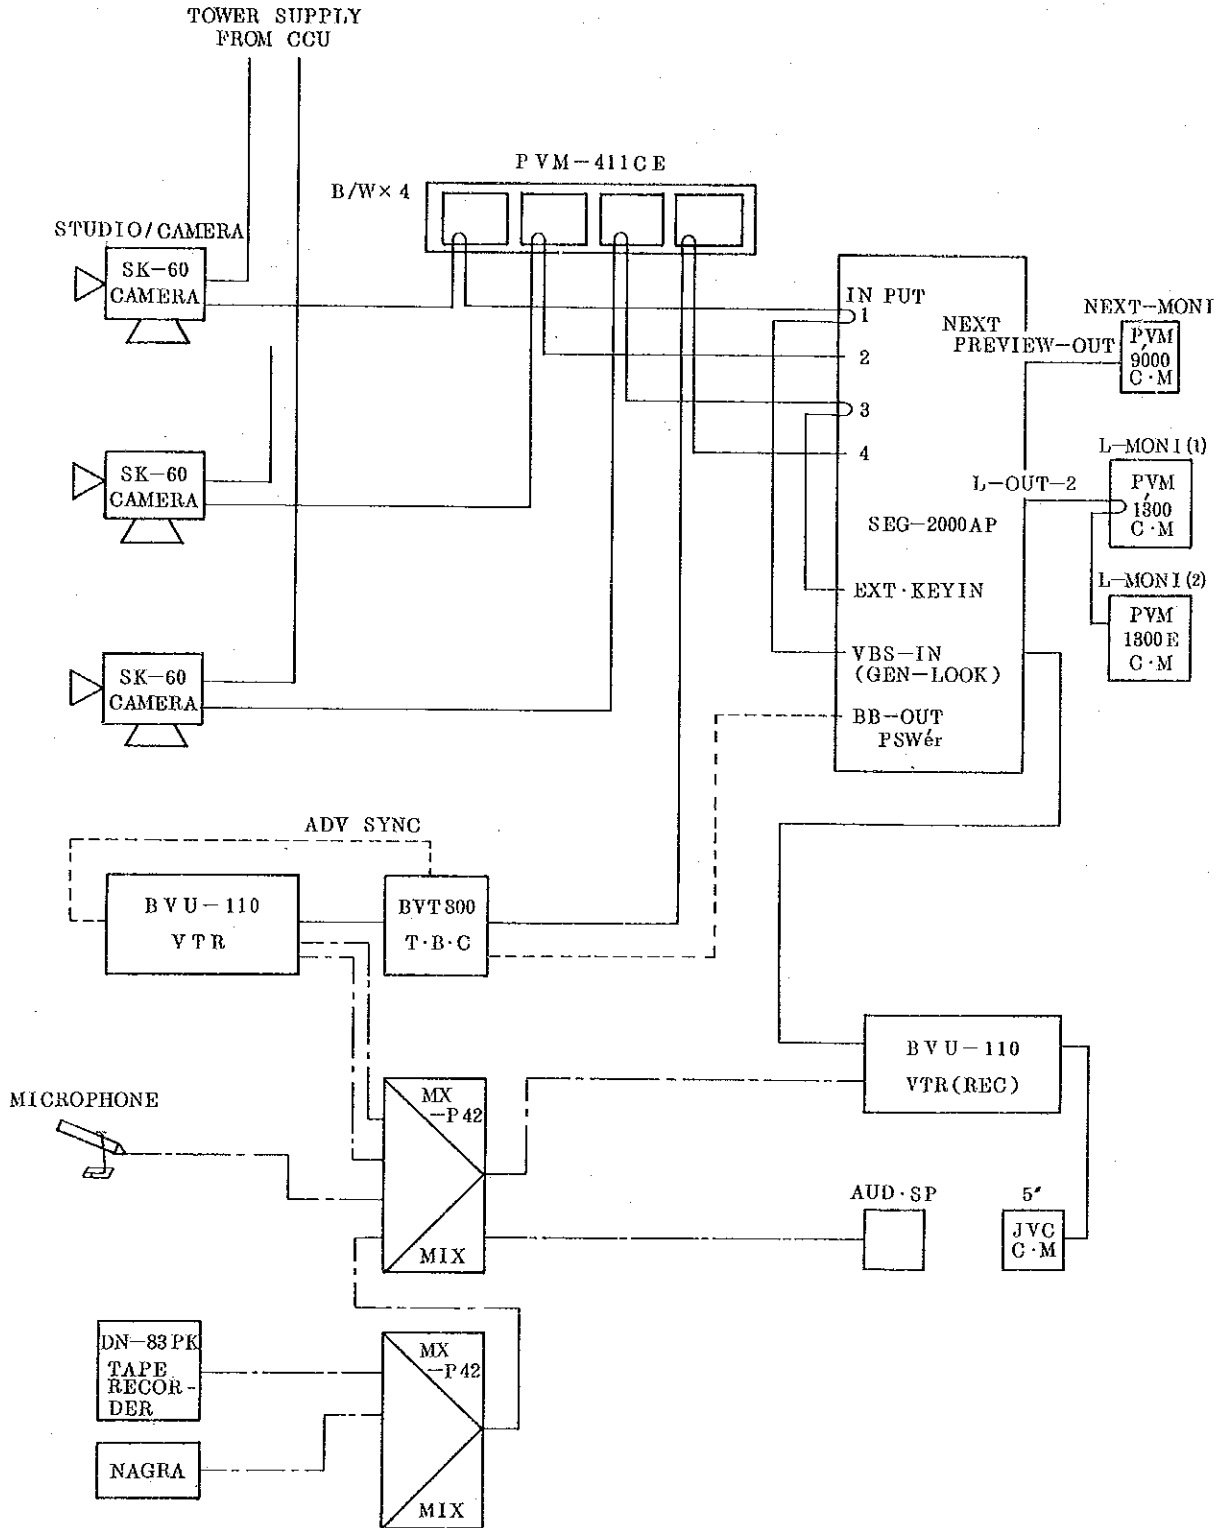 TOWER SUPPLY
FROM CCU
PVM-411CE
B/W×4
STUDIO/CAMERA
SK-60
CAMERA
IN PUT
1
2
3
4
NEXT
PREVIEW-OUT
NEXT-MONI
PVM
9000
C·M
SK-60
CAMERA
L-MONI(1)
PVM
1300
C·M
L-OUT-2
SEG-2000AP
EXT·KEYIN
L-MONI(2)
PVM
1300E
C·M
VBS-IN
(GEN-LOOK)
SK-60
CAMERA
BB-OUT
PSWér
ADV SYNC
BVU-110
VTR
BVT800
T·B·C
BVU-110
VTR(REC)
MICROPHONE
MX
-P42
MIX
AUD·SP
5"
JVC
C·M
DN-83PK
TAPE
RECOR-
DER
MX
-P42
MIX
NAGRA